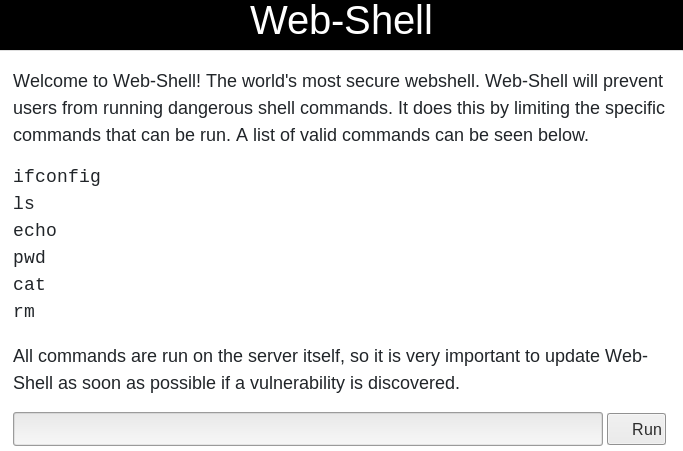 Web-Shell
Welcome to Web-Shell! The world's most secure webshell. Web-Shell will prevent
users from running dangerous shell commands. It does this by limiting the specific
commands that can be run. A list of valid commands can be seen below.
ifconfig
ls
echo
pwd
cat
rm
All commands are run on the server itself, so it is very important to update Web-
Shell as soon as possible if a vulnerability is discovered.
Run